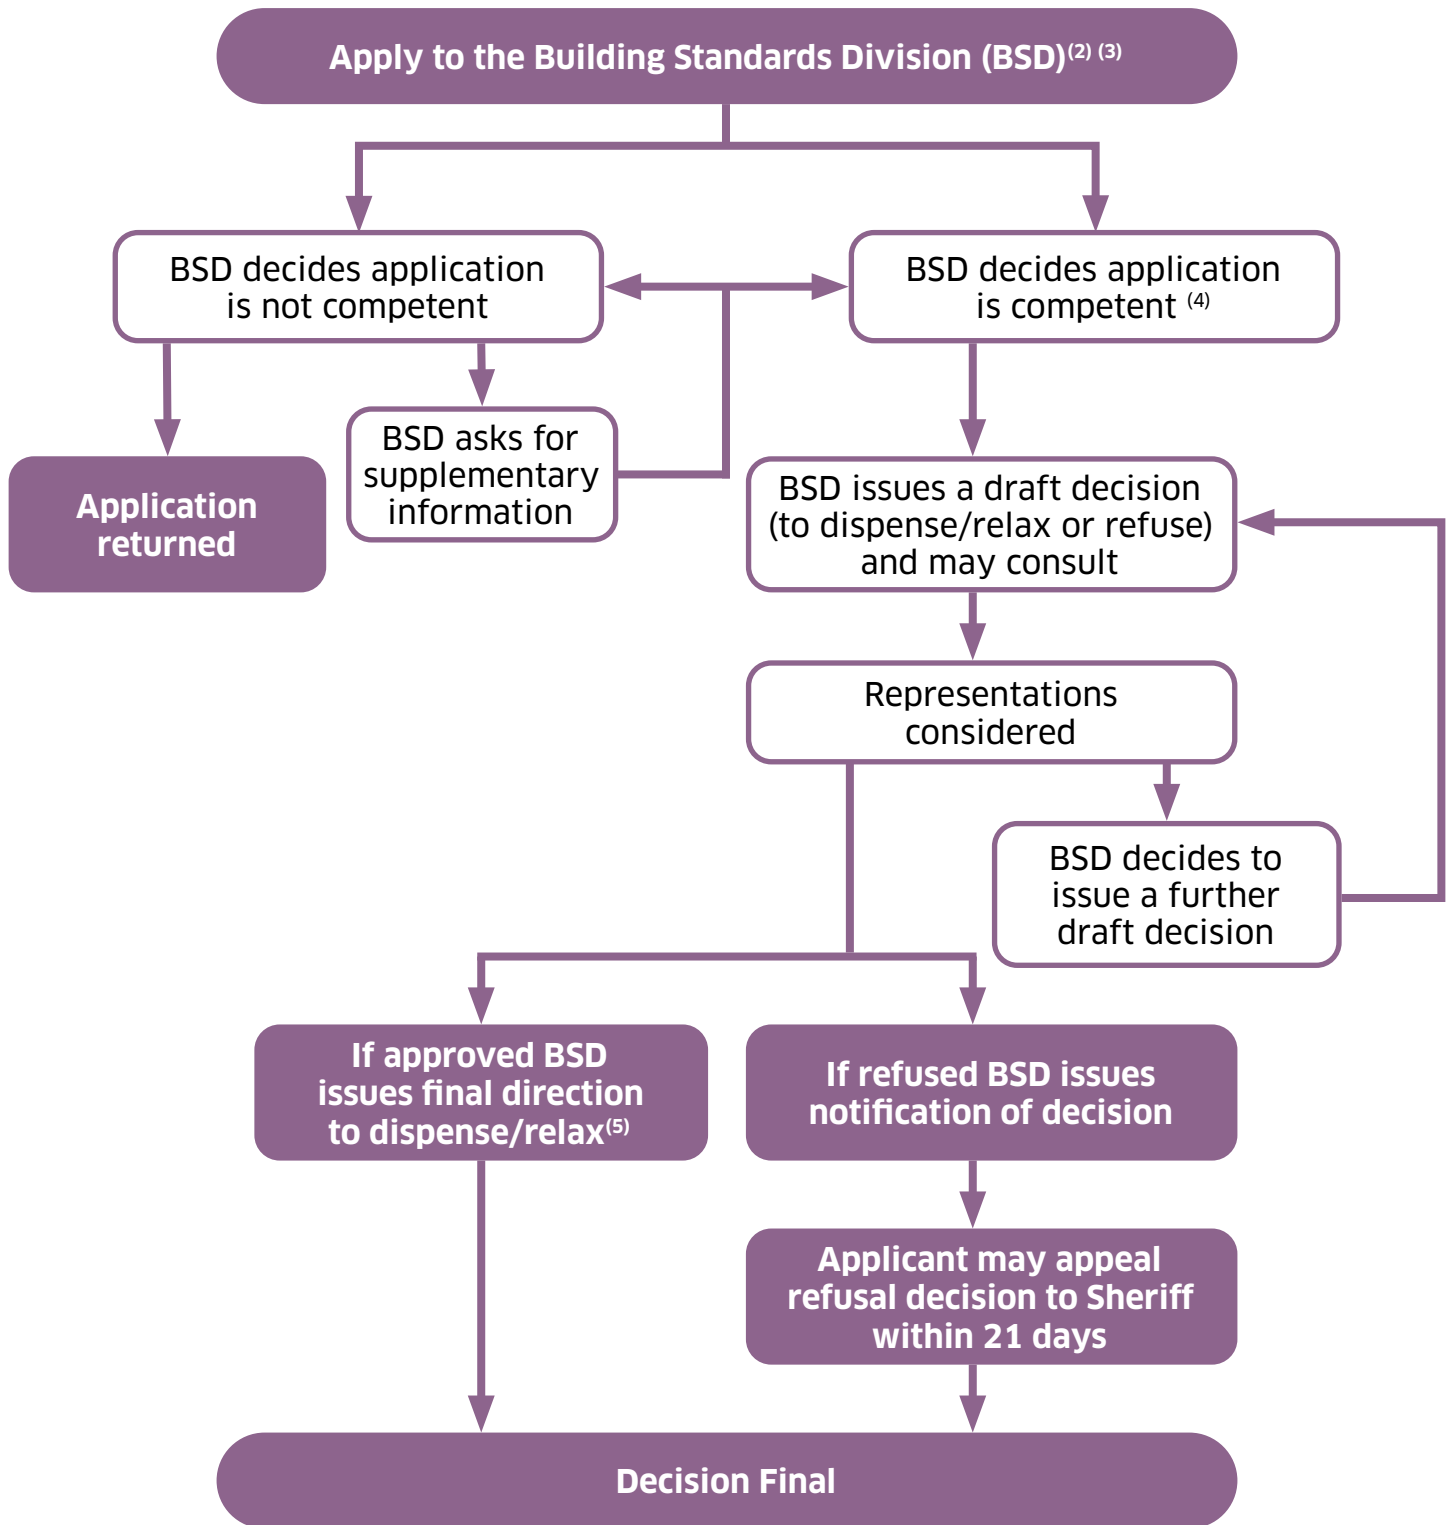 Apply to the Building Standards Division (BSD)(2) (3)
BSD decides application
is not competent
BSD decides application
is competent (4)
BSD asks for
supplementary
information
Application
returned
BSD issues a draft decision
(to dispense/relax or refuse)
and may consult
Representations
considered
BSD decides to
issue a further
draft decision
If approved BSD
issues final direction
to dispense/relax(5)
If refused BSD issues
notification of decision
Applicant may appeal
refusal decision to Sheriff
within 21 days
Decision Final